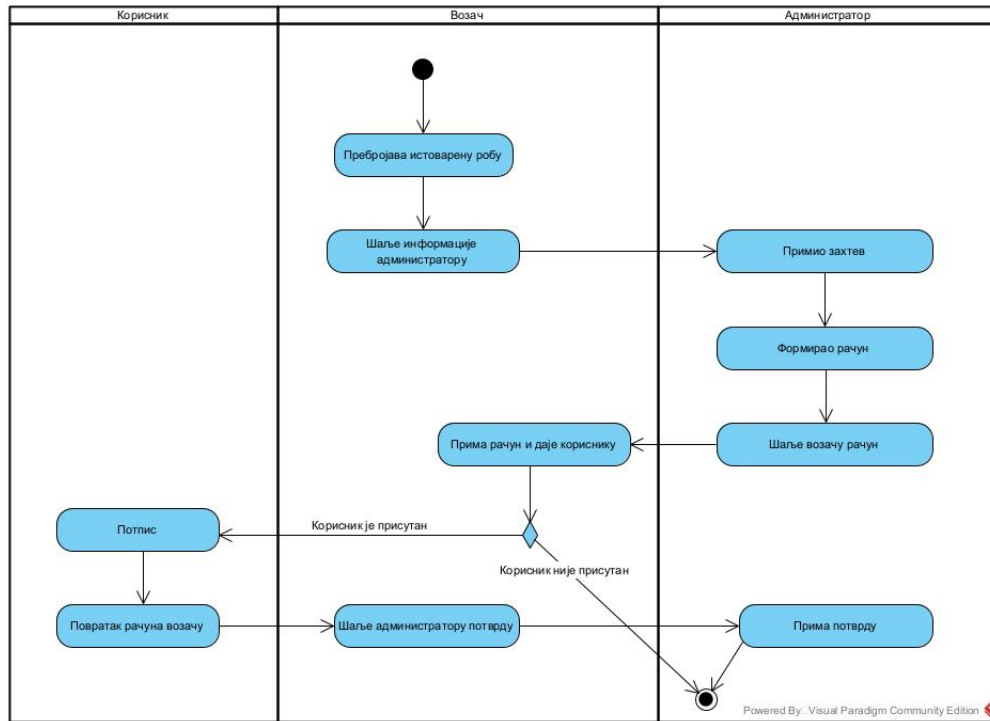 Корисник
Возач
Администратор
Пребројава истоварену робу
Шаље информације
администратору
Примио захтев
Формирао рачун
Прима рачун и даје кориснику
Шаље возачу рачун
Потпис
Корисник је присутан
Корисник није присутан
Повратак рачуна возачу
Шаље администратору потврду
Прима потврду
Powered By Visual Paradigm Community Edition